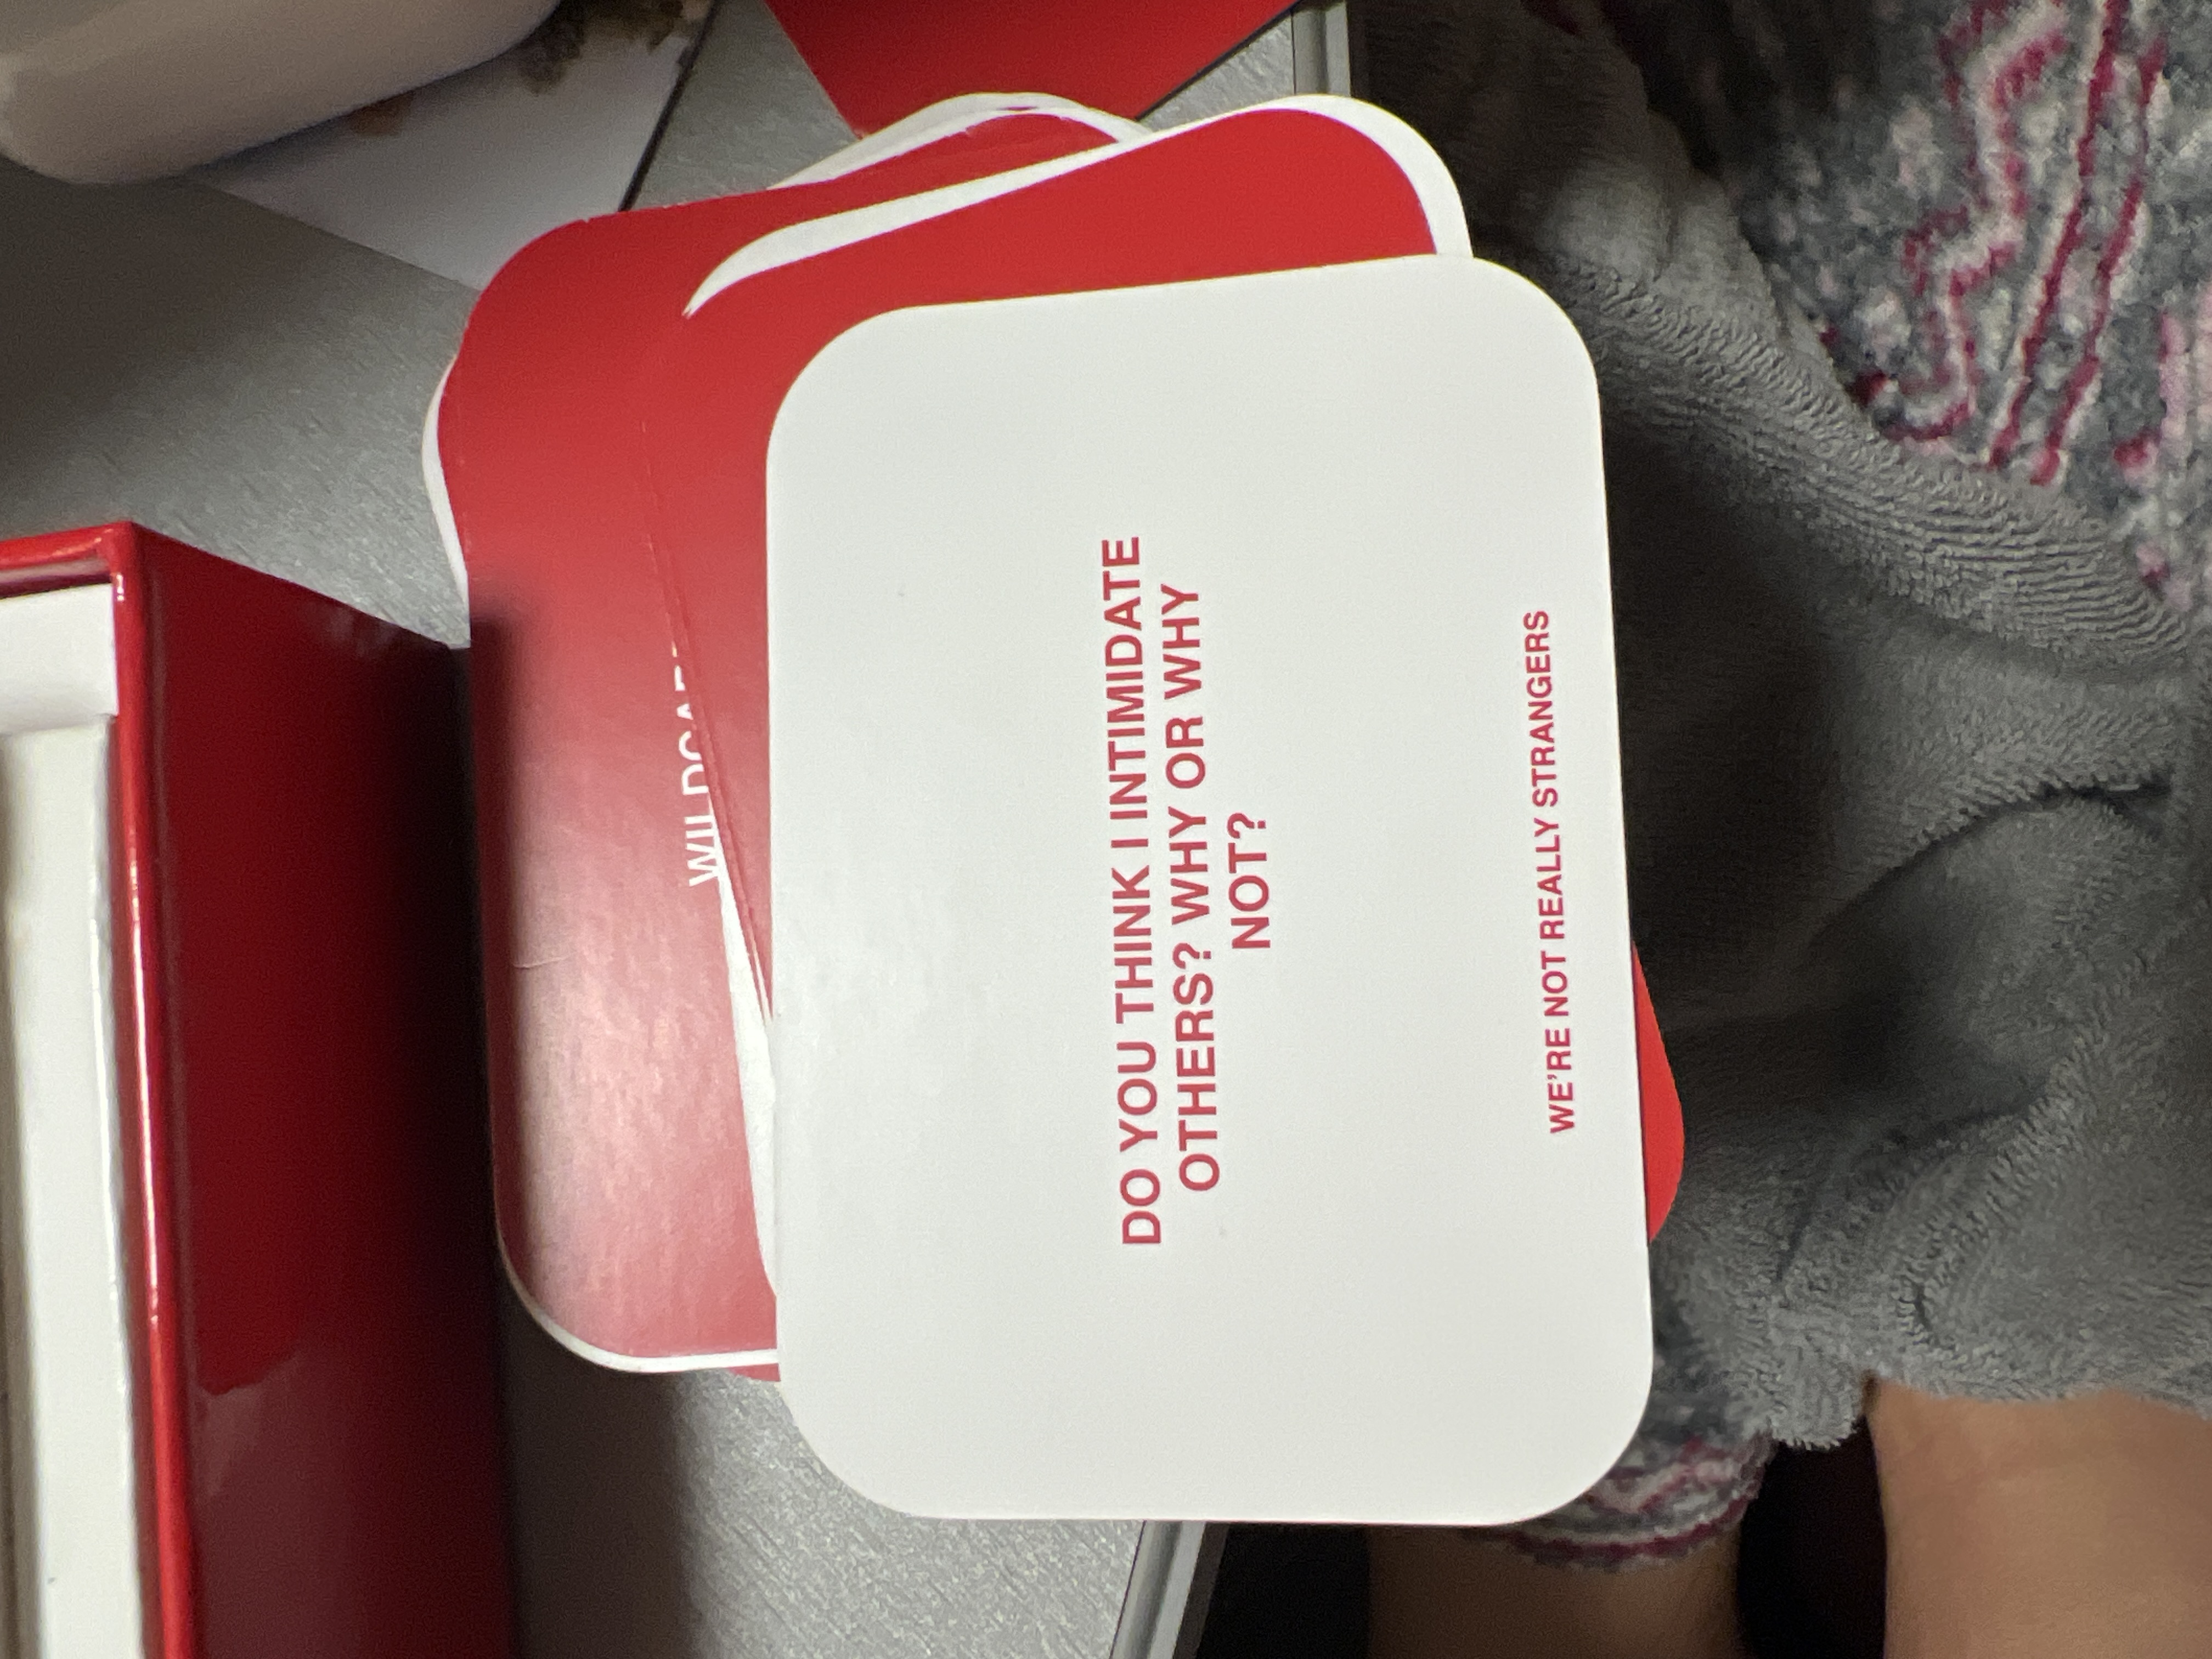 DO YOU THINK I INTIMIDATE
OTHERS? WHY OR WHY
NOT?
WE'RE NOT REALLY STRANGERS